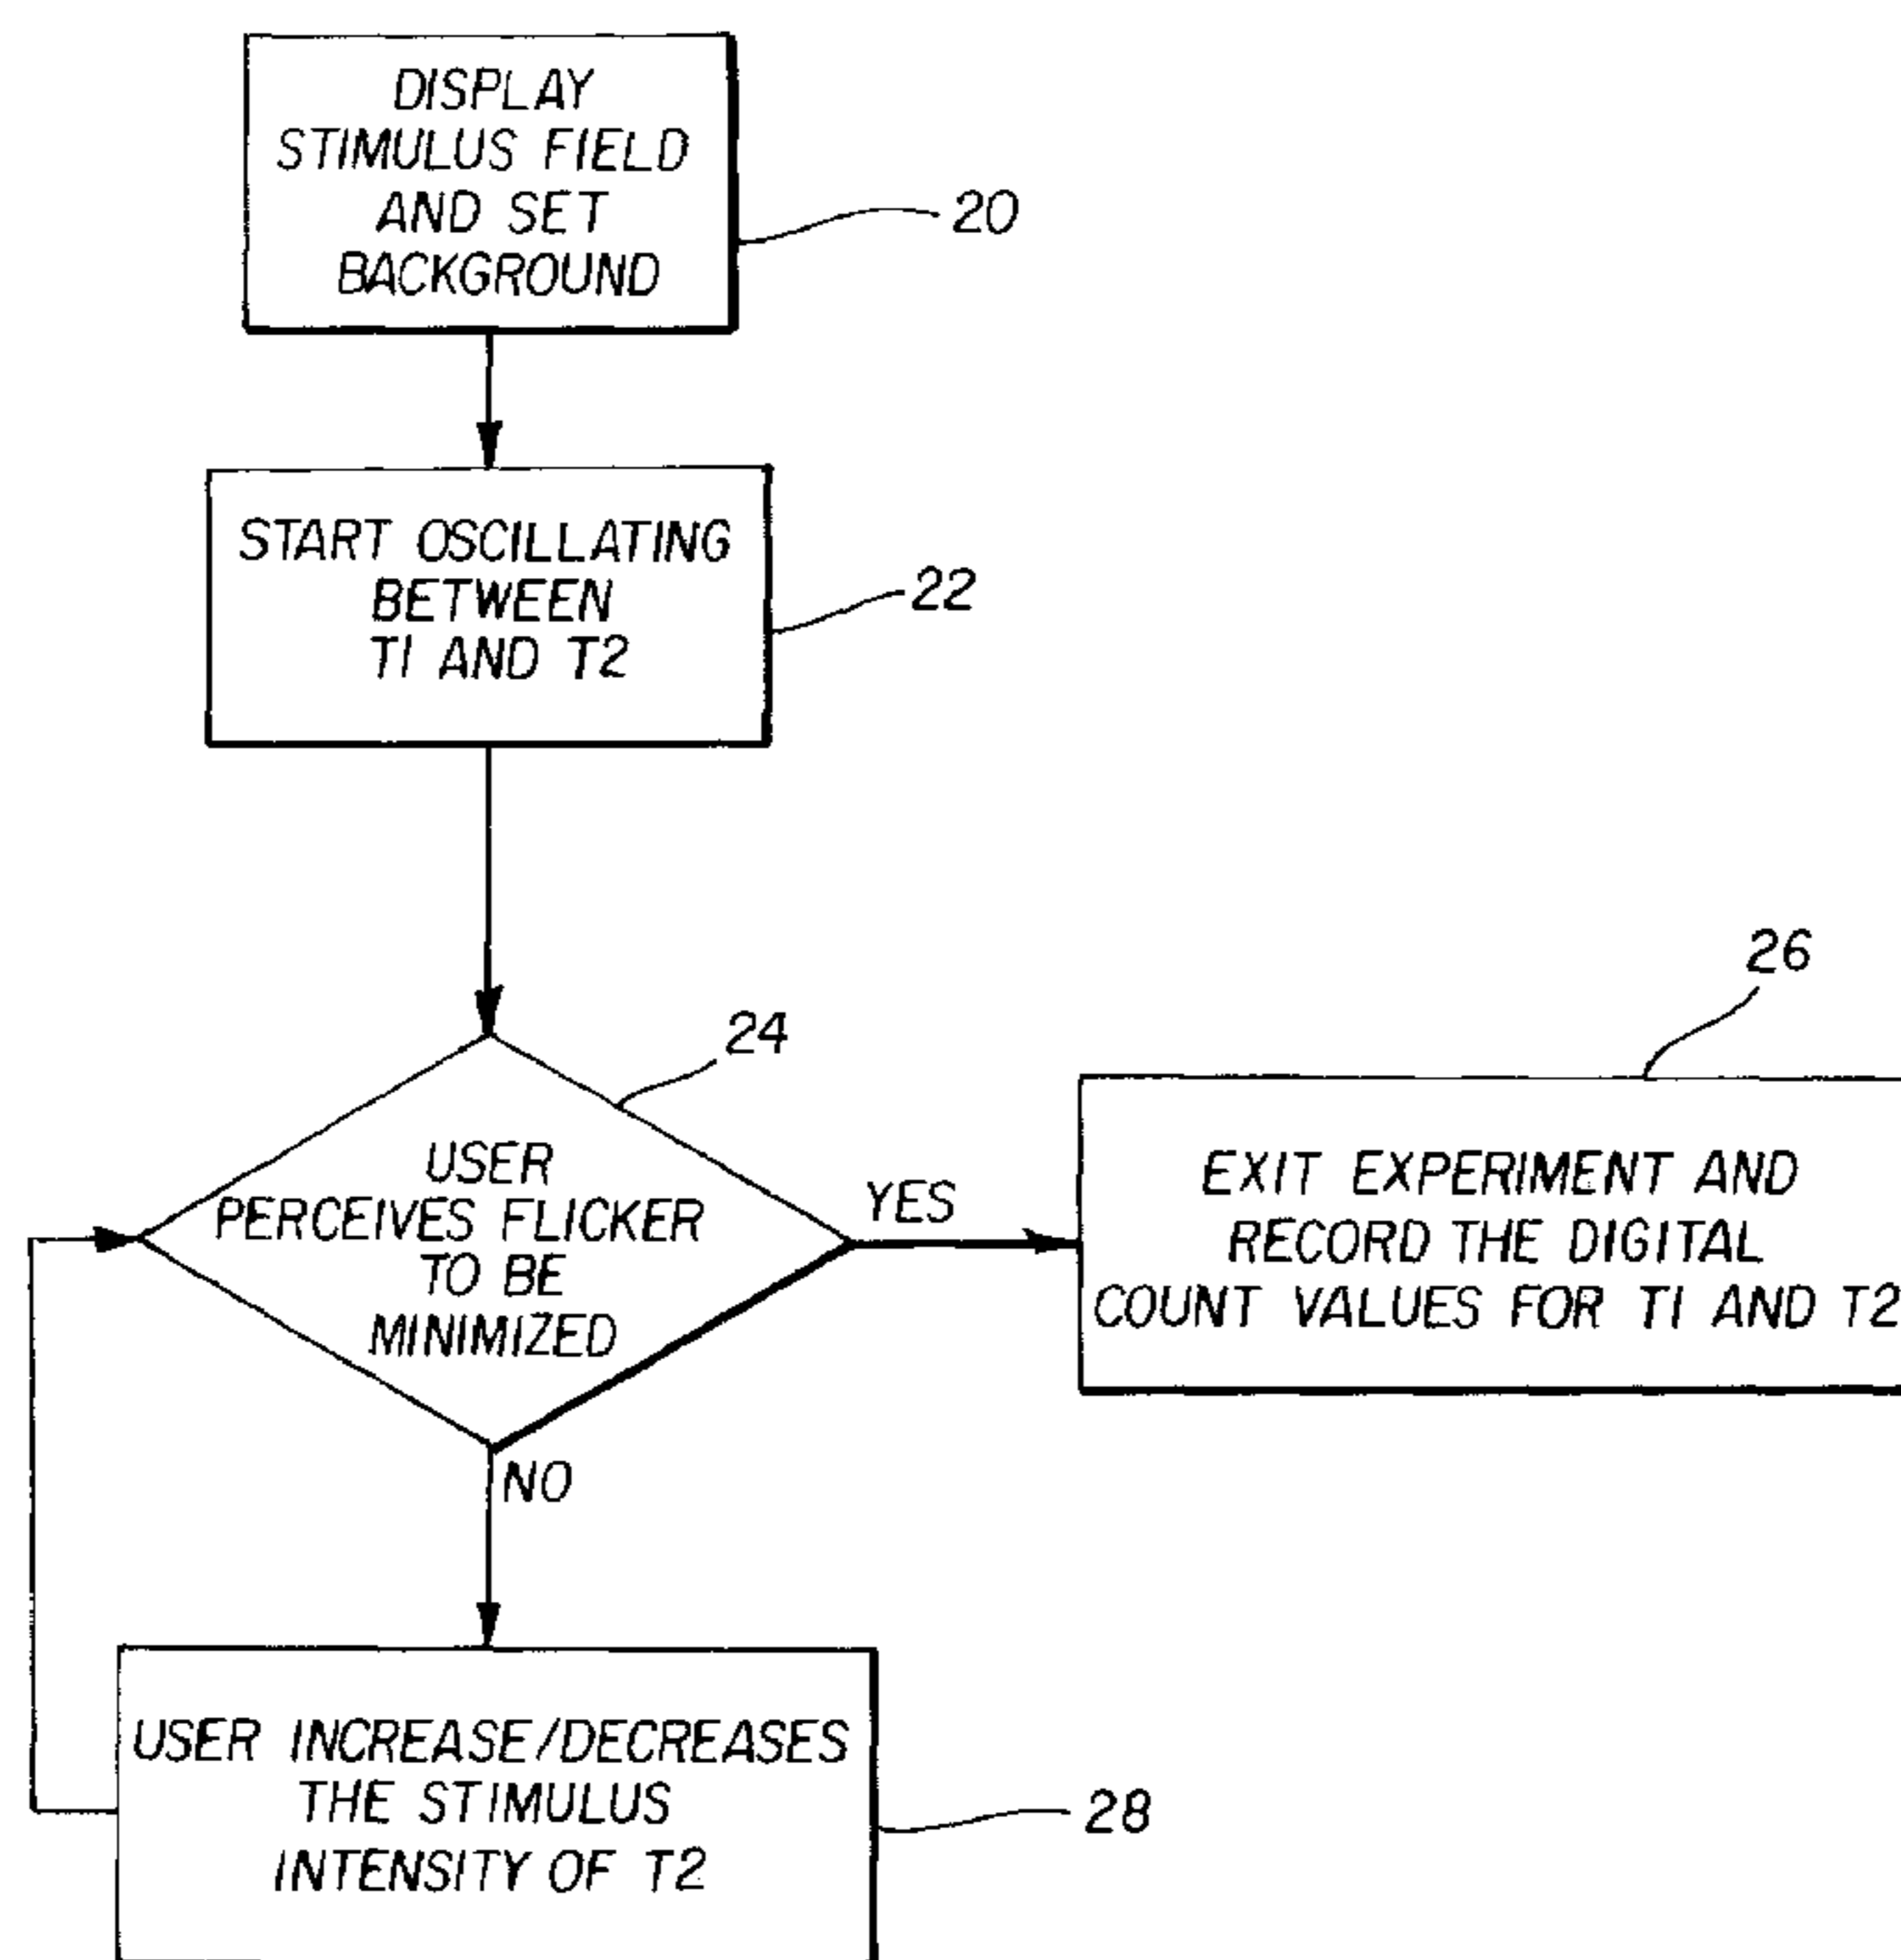 DISPLAY
STIMULUS FIELD
AND SET
BACKGROUND
20
START OSCILLATING
BETWEEN
T1 AND T2
22
24
USER
PERCEIVES FLICKER
TO BE
MINIMIZED
YES
26
EXIT EXPERIMENT AND
RECORD THE DIGITAL
COUNT VALUES FOR T1 AND T2
NO
USER INCREASE/DECREASES
THE STIMULUS
INTENSITY OF T2
28